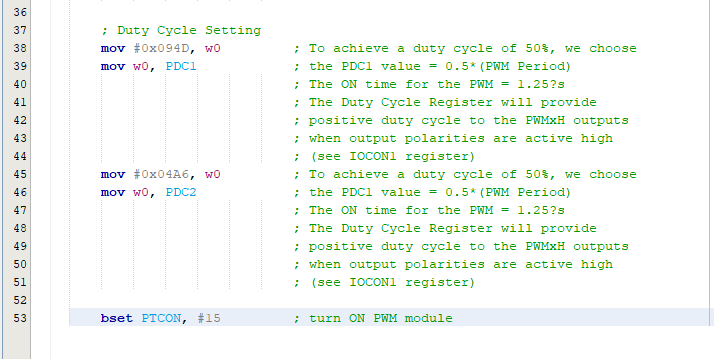 36
37 ; Duty Cycle Setting
38 mov #0x094D, w0 ; To achieve a duty cycle of 50%, we choose
39 mov w0, PDC1 ; the PDC1 value = 0.5*(PWM Period)
40 ; The ON time for the PWM = 1.25?s
41 ; The Duty Cycle Register will provide
42 ; positive duty cycle to the PWMxH outputs
43 ; when output polarities are active high
44 ; (see IOCON1 register)
45 mov #0x04A6, w0 ; To achieve a duty cycle of 50%, we choose
46 mov w0, PDC2 ; the PDC1 value = 0.5*(PWM Period)
47 ; The ON time for the PWM = 1.25?s
48 ; The Duty Cycle Register will provide
49 ; positive duty cycle to the PWMxH outputs
50 ; when output polarities are active high
51 ; (see IOCON1 register)
52
53 bset PTCON, #15 ; turn ON PWM module